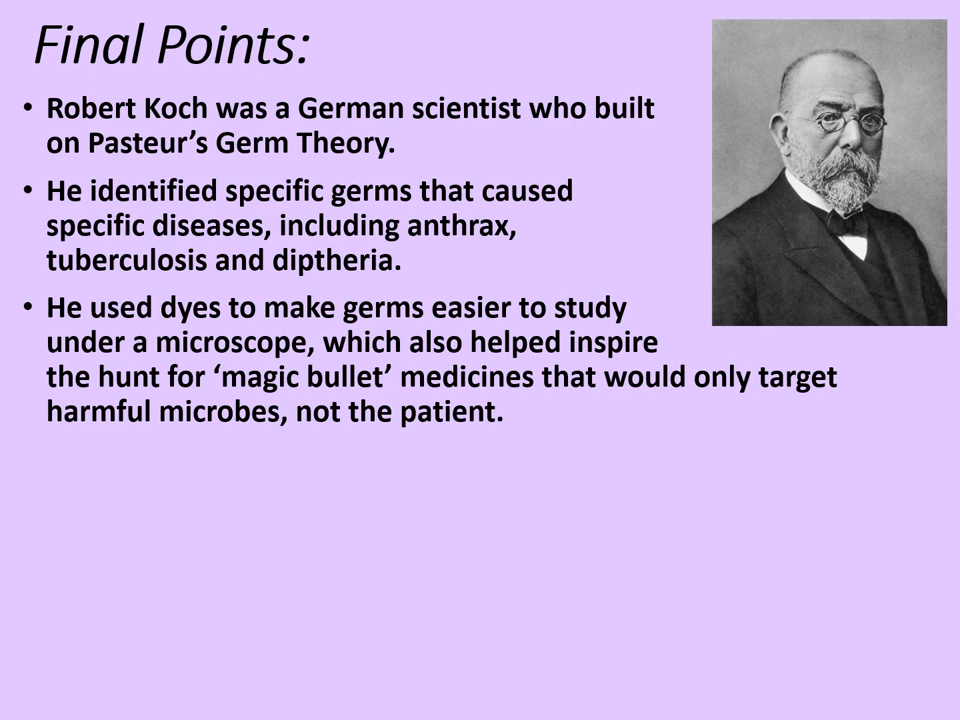 Final Points:
• Robert Koch was a German scientist who built
on Pasteur’s Germ Theory.
• He identified specific germs that caused
specific diseases, including anthrax,
tuberculosis and diptheria.
• He used dyes to make germs easier to study
under a microscope, which also helped inspire
the hunt for ‘magic bullet’ medicines that would only target
harmful microbes, not the patient.